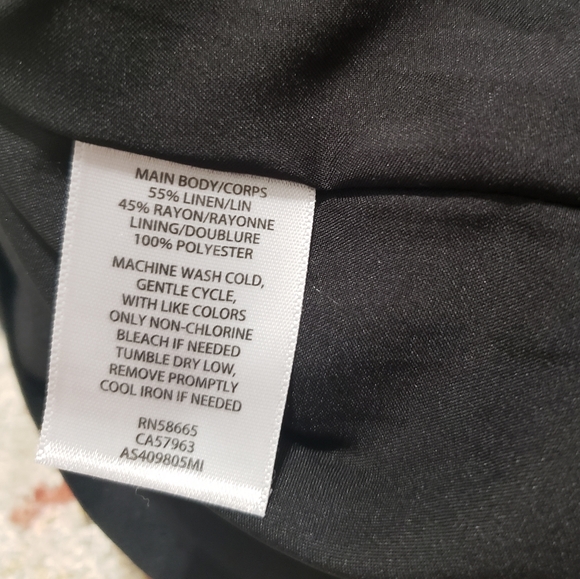 MAIN BODY/CORPS
55% LINEN/LIN
45% RAYON/RAYONNE
LINING/DOUBLURE
100% POLYESTER
MACHINE WASH COLD,
GENTLE CYCLE,
WITH LIKE COLORS
ONLY NON-CHLORINE
BLEACH IF NEEDED
TUMBLE DRY LOW,
REMOVE PROMPTLY
COOL IRON IF NEEDED
RN58665
CA57963
AS409805MI